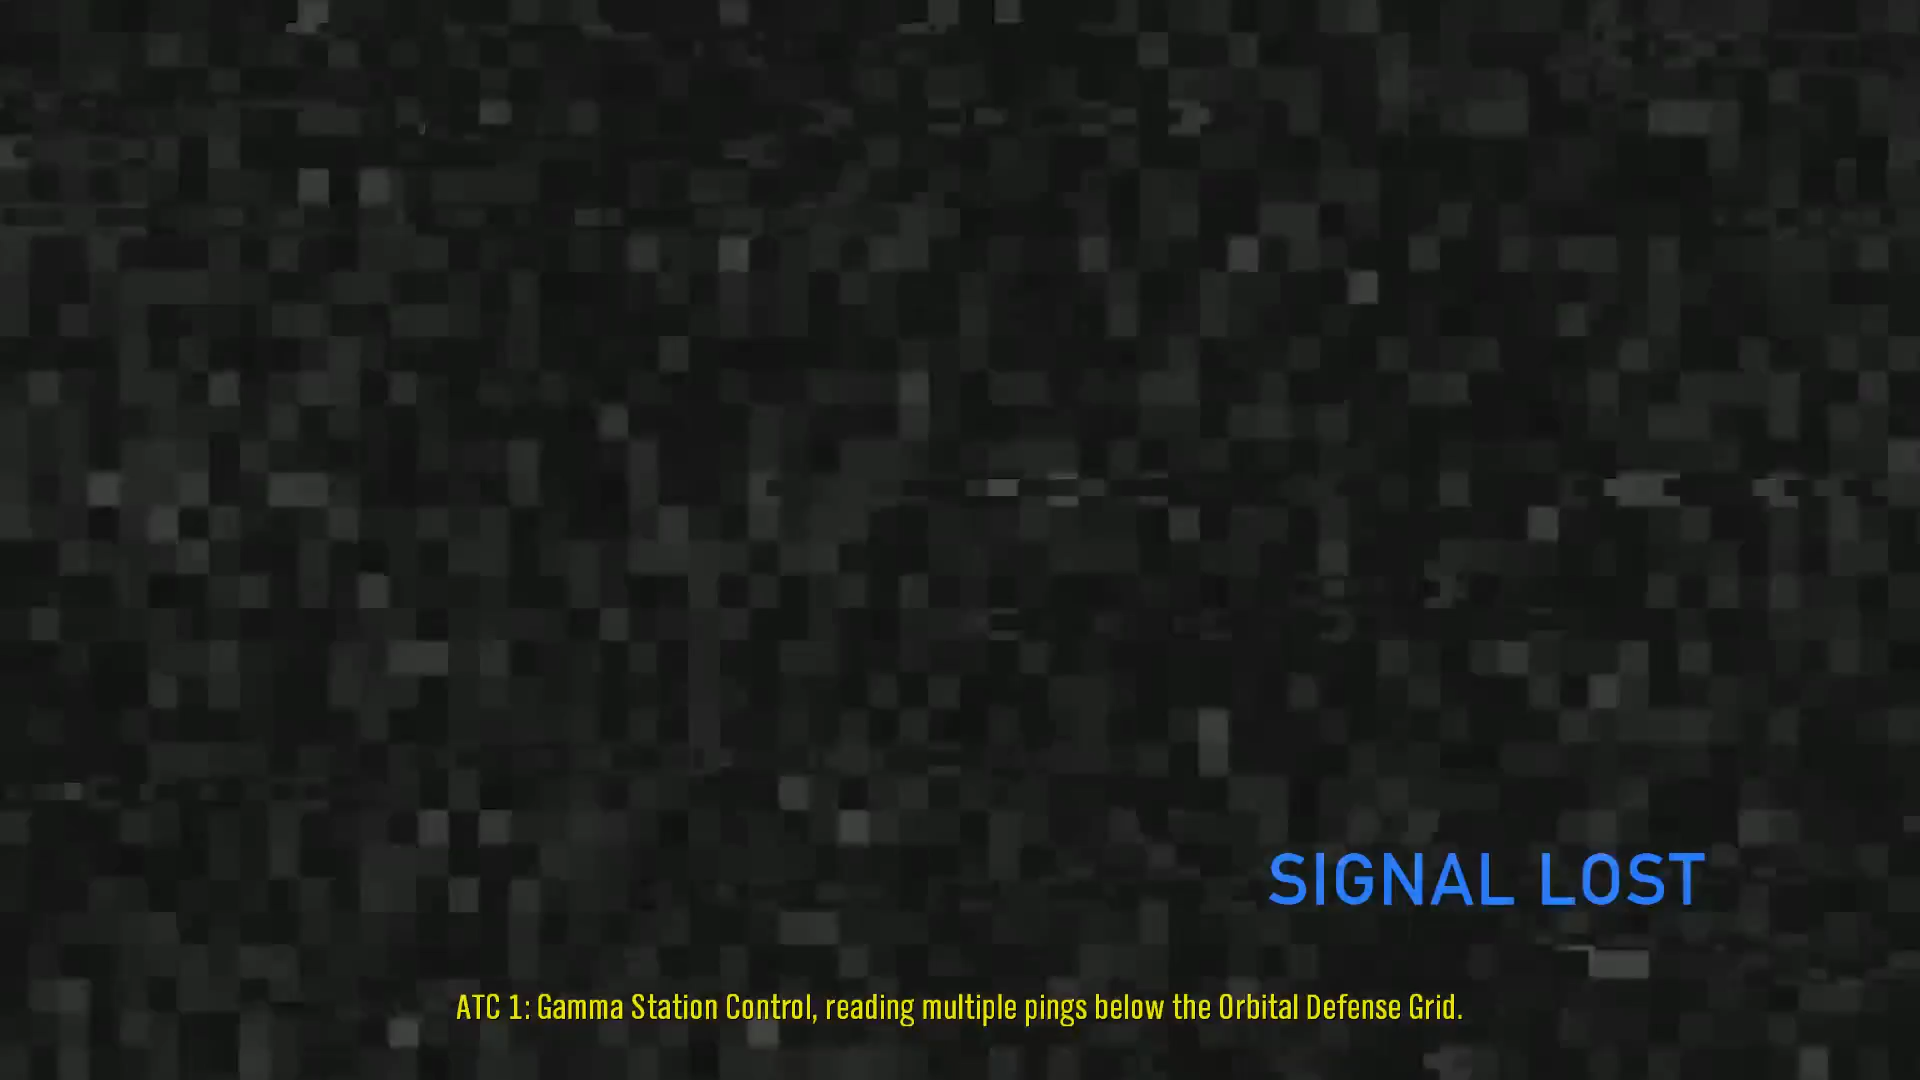 SIGNAL LOST
ATC 1: Gamma Station Control, reading multiple pings below the Orbital Defense Grid.